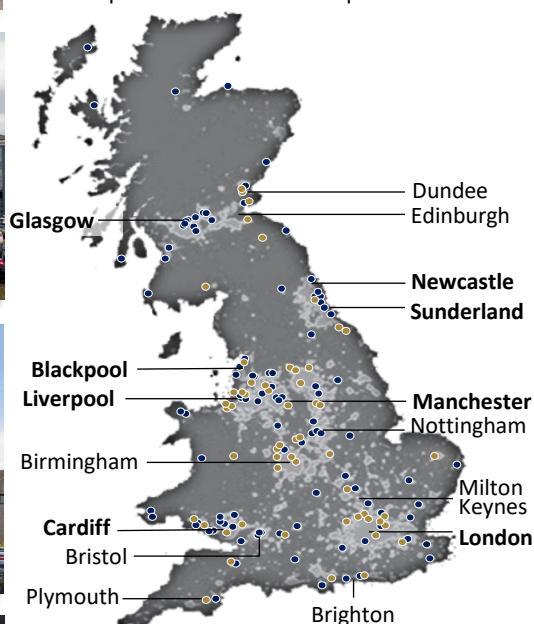 Dundee
Edinburgh
Glasgow
Newcastle
Sunderland
Blackpool
Liverpool
Manchester
Nottingham
Birmingham
Milton
Keynes
Cardiff
London
Bristol
Plymouth
Brighton